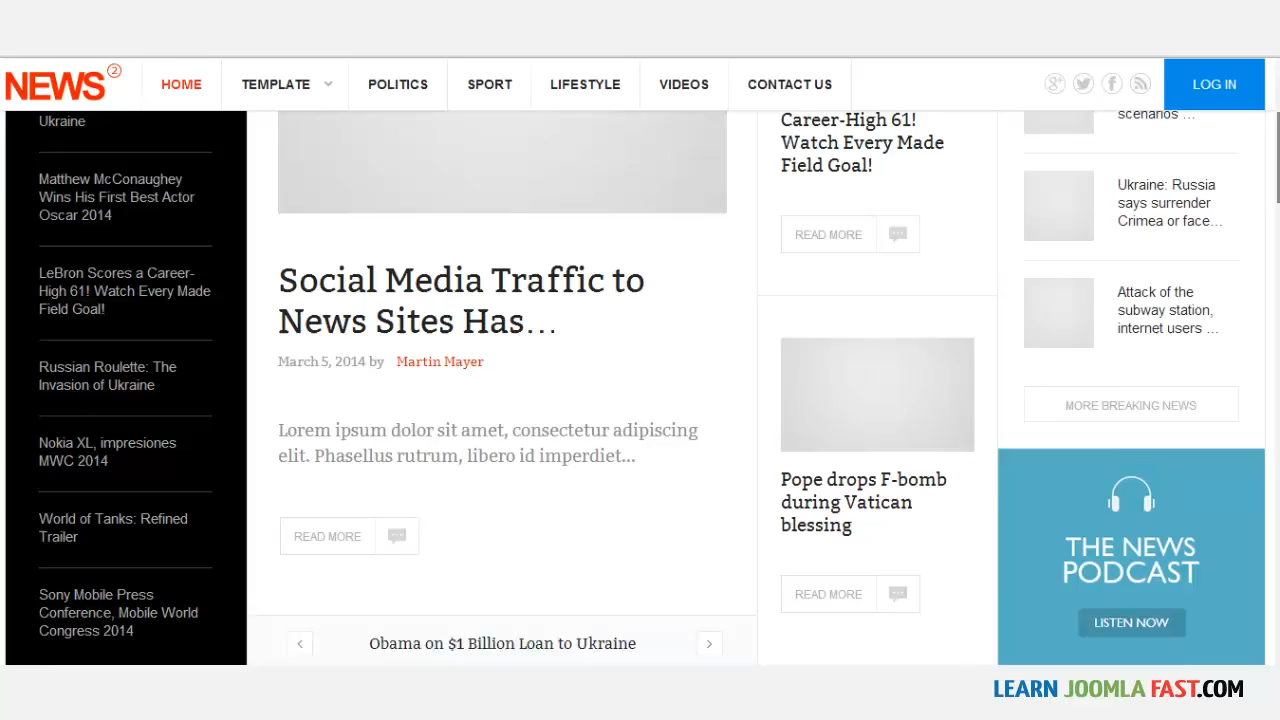 NEWS 2
HOME
TEMPLATE
POLITICS
SPORT
LIFESTYLE
VIDEOS
CONTACT US
g+
f
LOG IN
Ukraine
Matthew McConaughey
Wins His First Best Actor
Oscar 2014
LeBron Scores a Career-
High 61! Watch Every Made
Field Goal!
Russian Roulette: The
Invasion of Ukraine
Nokia XL, impresiones
MWC 2014
World of Tanks: Refined
Trailer
Sony Mobile Press
Conference, Mobile World
Congress 2014
Social Media Traffic to
News Sites Has...
March 5, 2014 by Martin Mayer
Lorem ipsum dolor sit amet, consectetur adipiscing
elit. Phasellus rutrum, libero id imperdiet...
READ MORE
Obama on $1 Billion Loan to Ukraine
Career-High 61!
Watch Every Made
Field Goal!
READ MORE
Pope drops F-bomb
during Vatican
blessing
READ MORE
scenarios ...
Ukraine: Russia
says surrender
Crimea or face...
Attack of the
subway station,
internet users ...
MORE BREAKING NEWS
THE NEWS
PODCAST
LISTEN NOW
LEARN JOOMLA FAST.COM